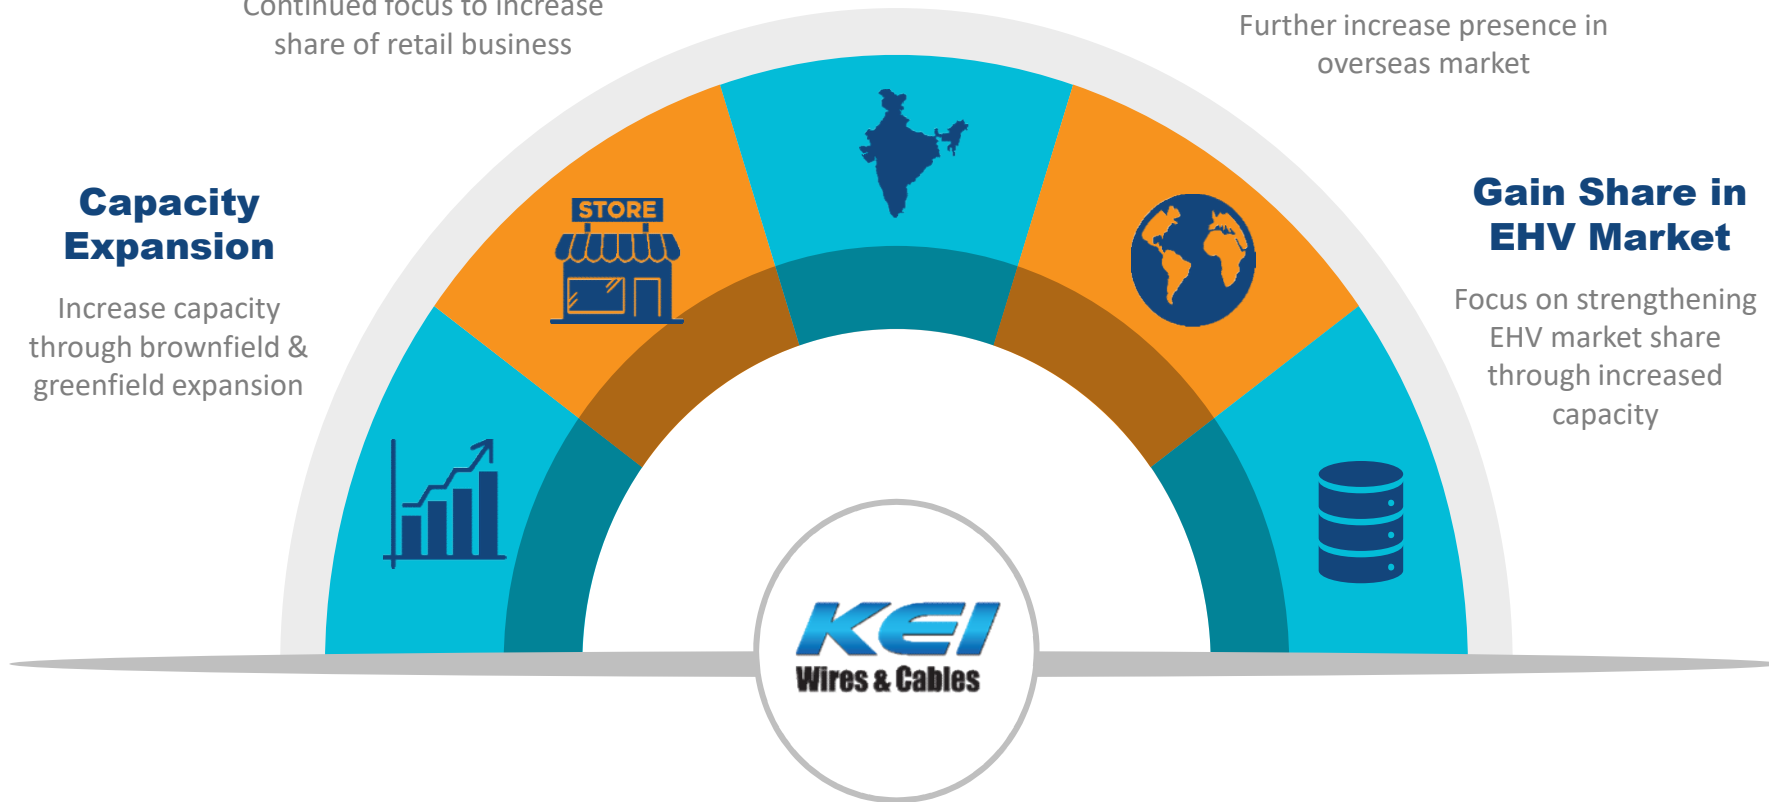 Continued focus to increase
share of retail business
Further increase presence in
overseas market
Capacity
Expansion
Increase capacity
through brownfield &
greenfield expansion
STORE
Gain Share in
EHV Market
Focus on strengthening
EHV market share
through increased
capacity
KEI
Wires & Cables